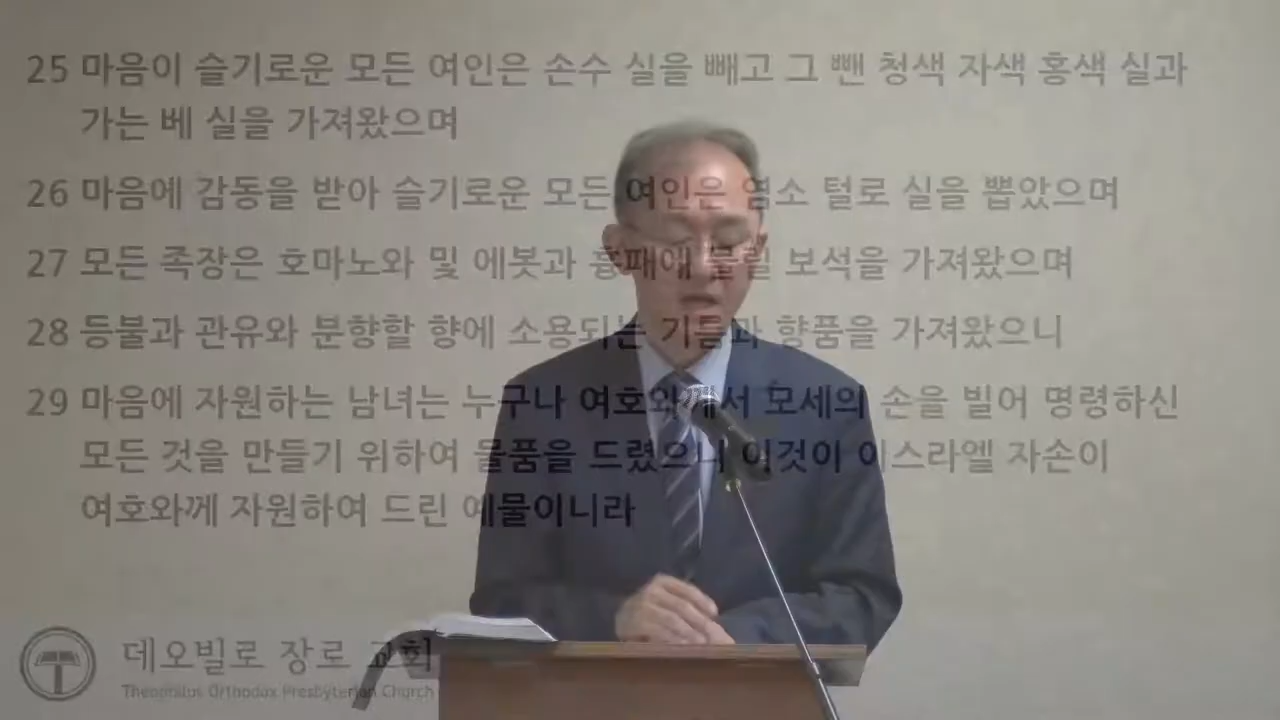 25 마음이 슬기로운 모든 여인은 손수 실을 빼고 그 뺀 청색 자색 홍색 실과
가는 베 실을 가져왔으며
26 마음에 감동을 받아 슬기로운 모든 여인은 염소 털로 실을 뽑았으며
27 모든 족장은 호마노와 및 에봇과 흉패에 물릴 보석을 가져왔으며
28 등불과 관유와 분향할 향에 소용되는 기름과 향품을 가져왔으니
29 마음에 자원하는 남녀는 누구나 여호와께서 모세의 손을 빌어 명령하신
모든 것을 만들기 위하여 물품을 드렸으니 이것이 이스라엘 자손이
여호와께 자원하여 드린 예물이니라
데오빌로 장로 교회
Theophilus Orthodox Presbyterian Church